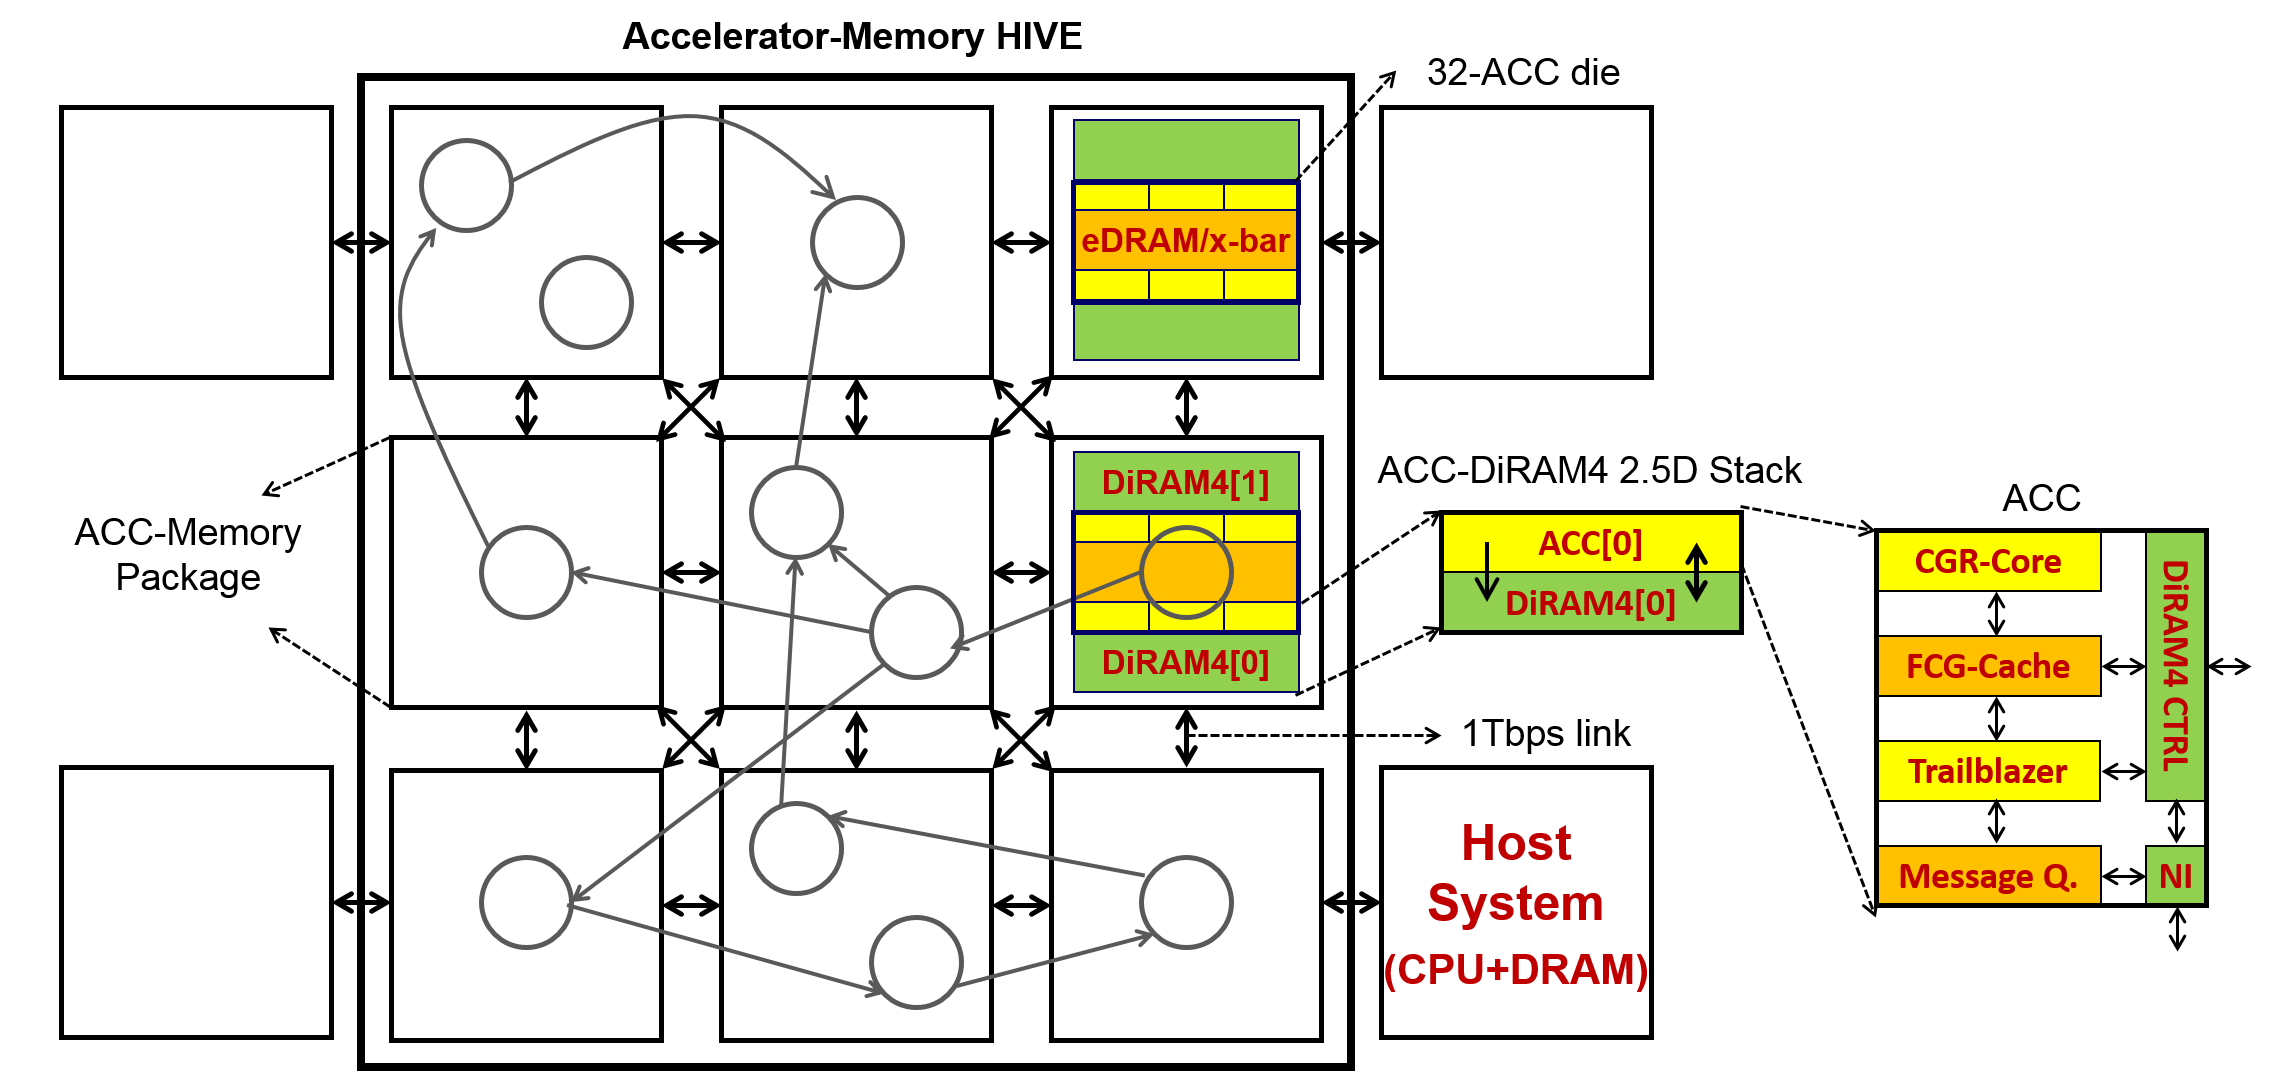 Accelerator-Memory HIVE
32-ACC die
eDRAM/x-bar
ACC-Memory
Package
DiRAM4[1]
DiRAM4[0]
ACC-DiRAM4 2.5D Stack
ACC[0]
DiRAM4[0]
1Tbps link
Host
System
(CPU+DRAM)
ACC
CGR-Core
FCG-Cache
Trailblazer
Message Q.
DiRAM4 CTRL
NI